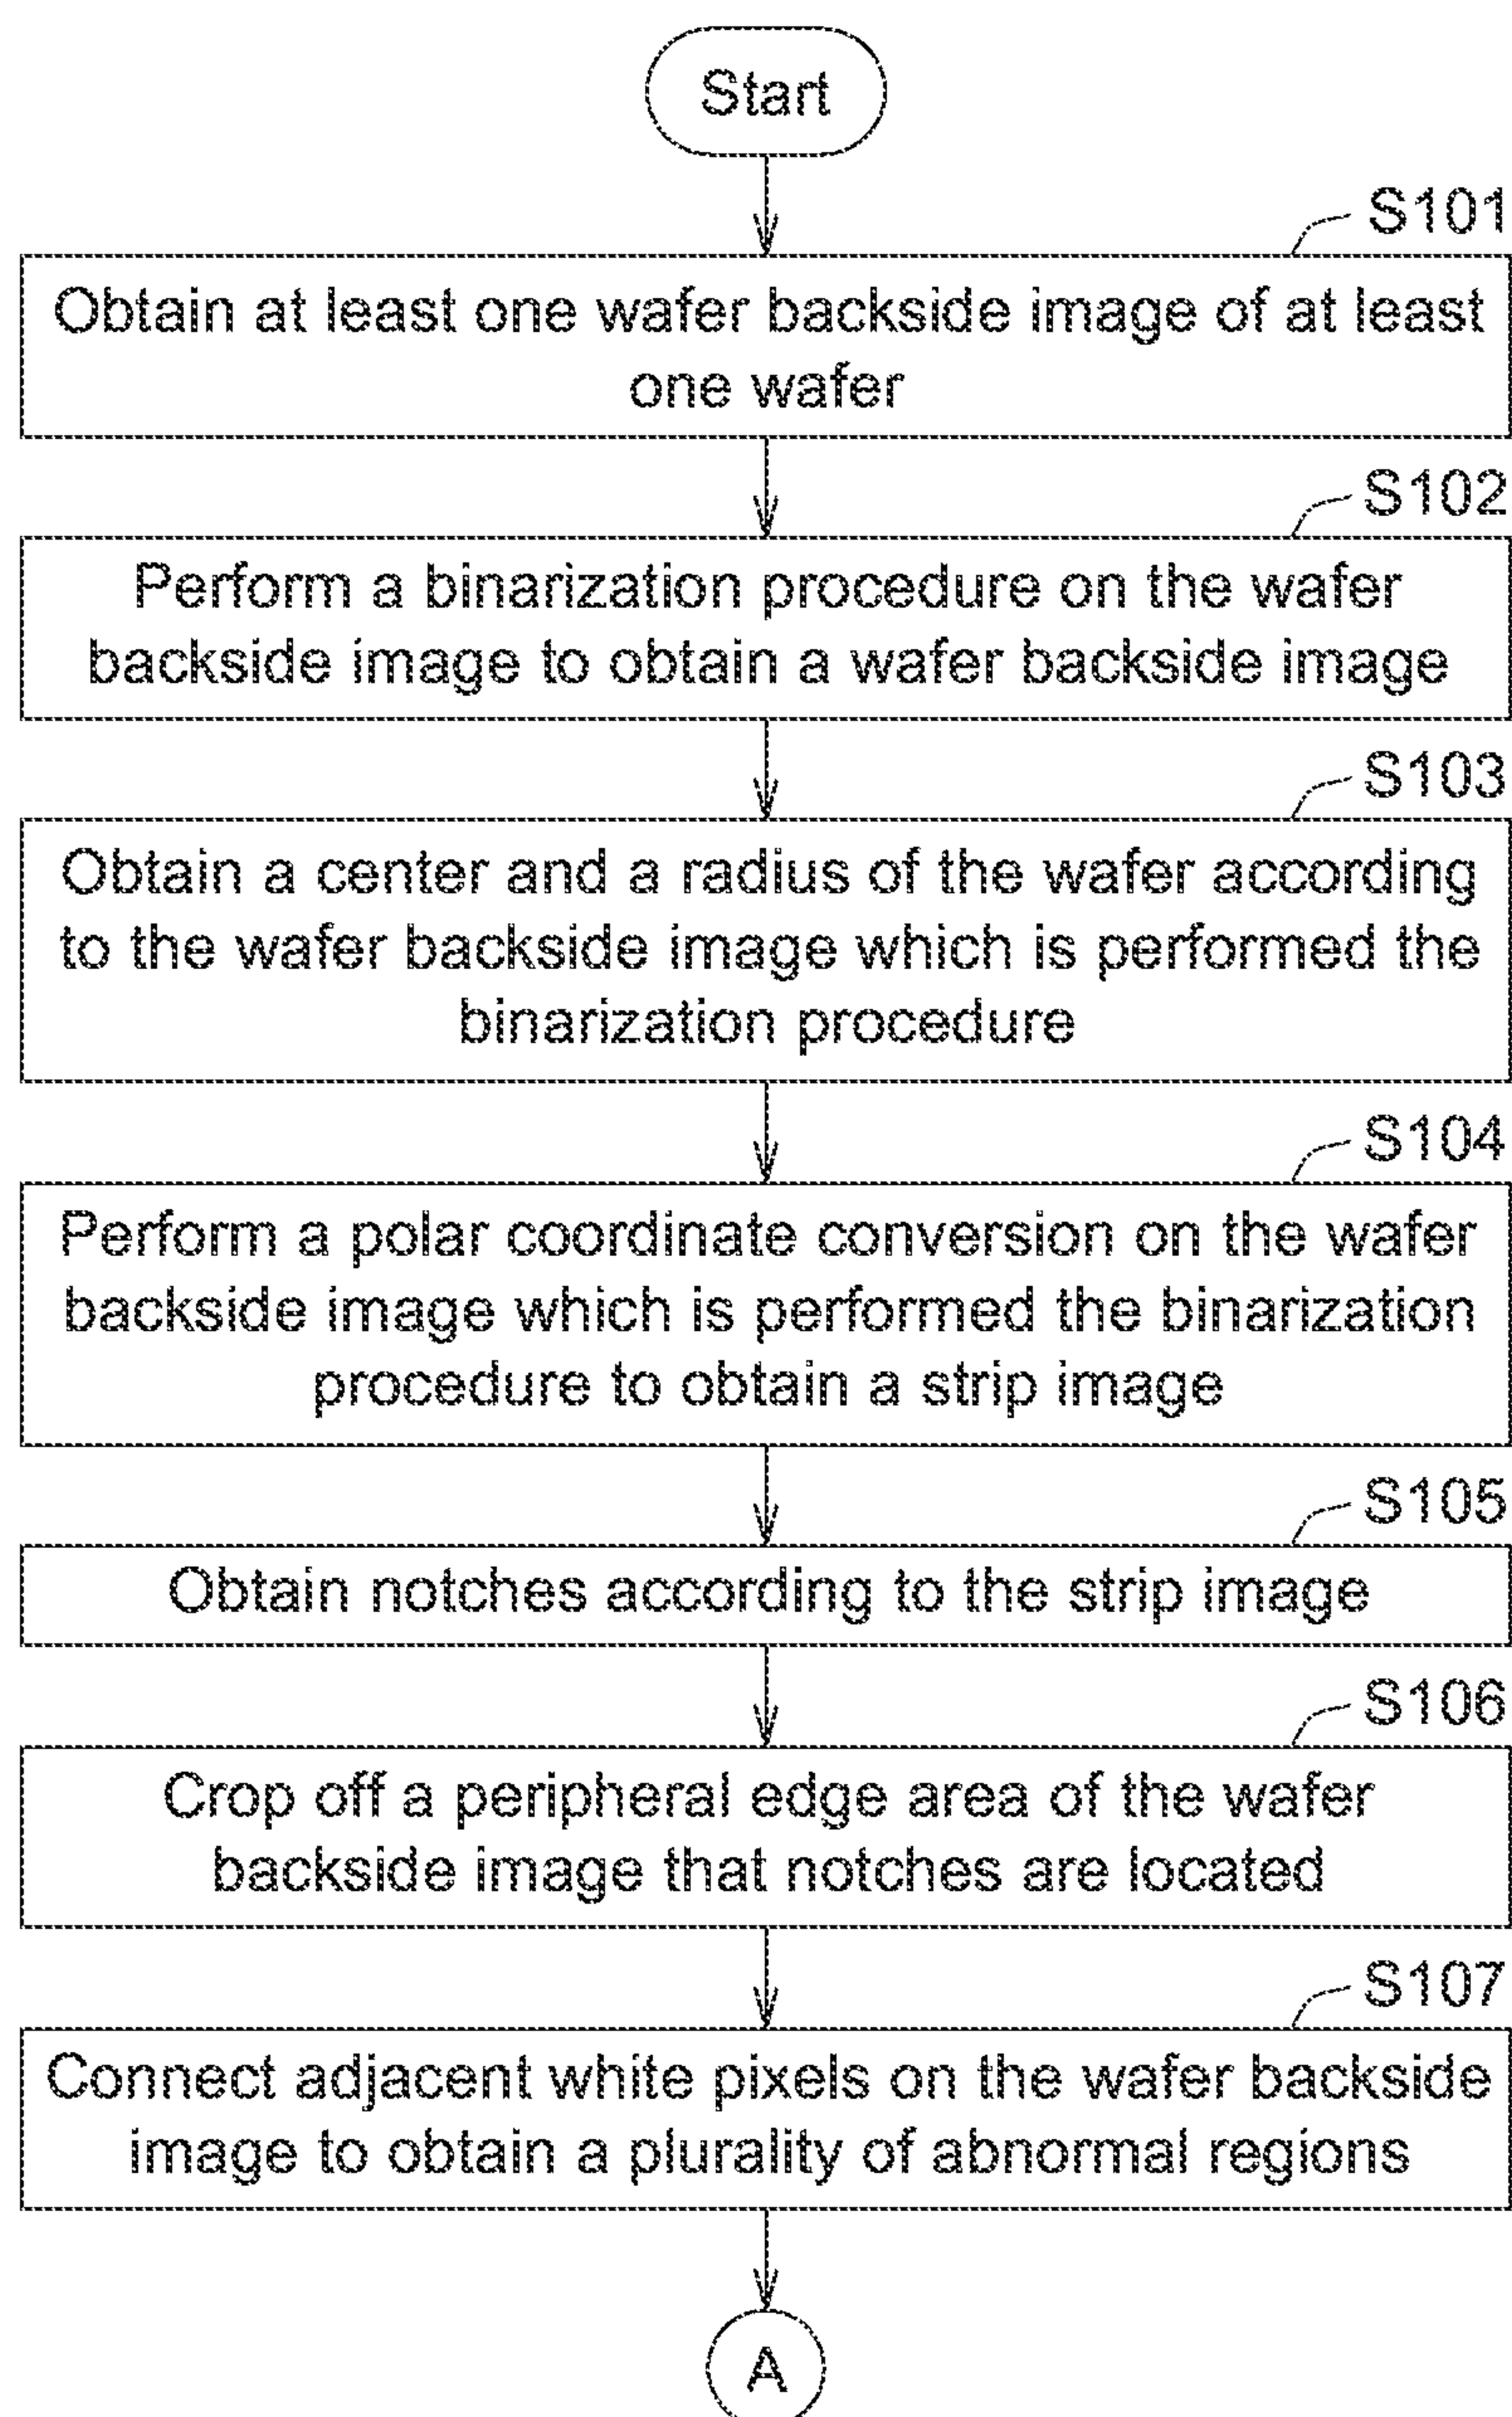 Start
S101
Obtain at least one wafer backside image of at least
one wafer
S102
Perform a binarization procedure on the wafer
backside image to obtain a wafer backside image
S103
Obtain a center and a radius of the wafer according
to the wafer backside image which is performed the
binarization procedure
S104
Perform a polar coordinate conversion on the wafer
backside image which is performed the binarization
procedure to obtain a strip image
S105
Obtain notches according to the strip image
S106
Crop off a peripheral edge area of the wafer
backside image that notches are located
S107
Connect adjacent white pixels on the wafer backside
image to obtain a plurality of abnormal regions
A